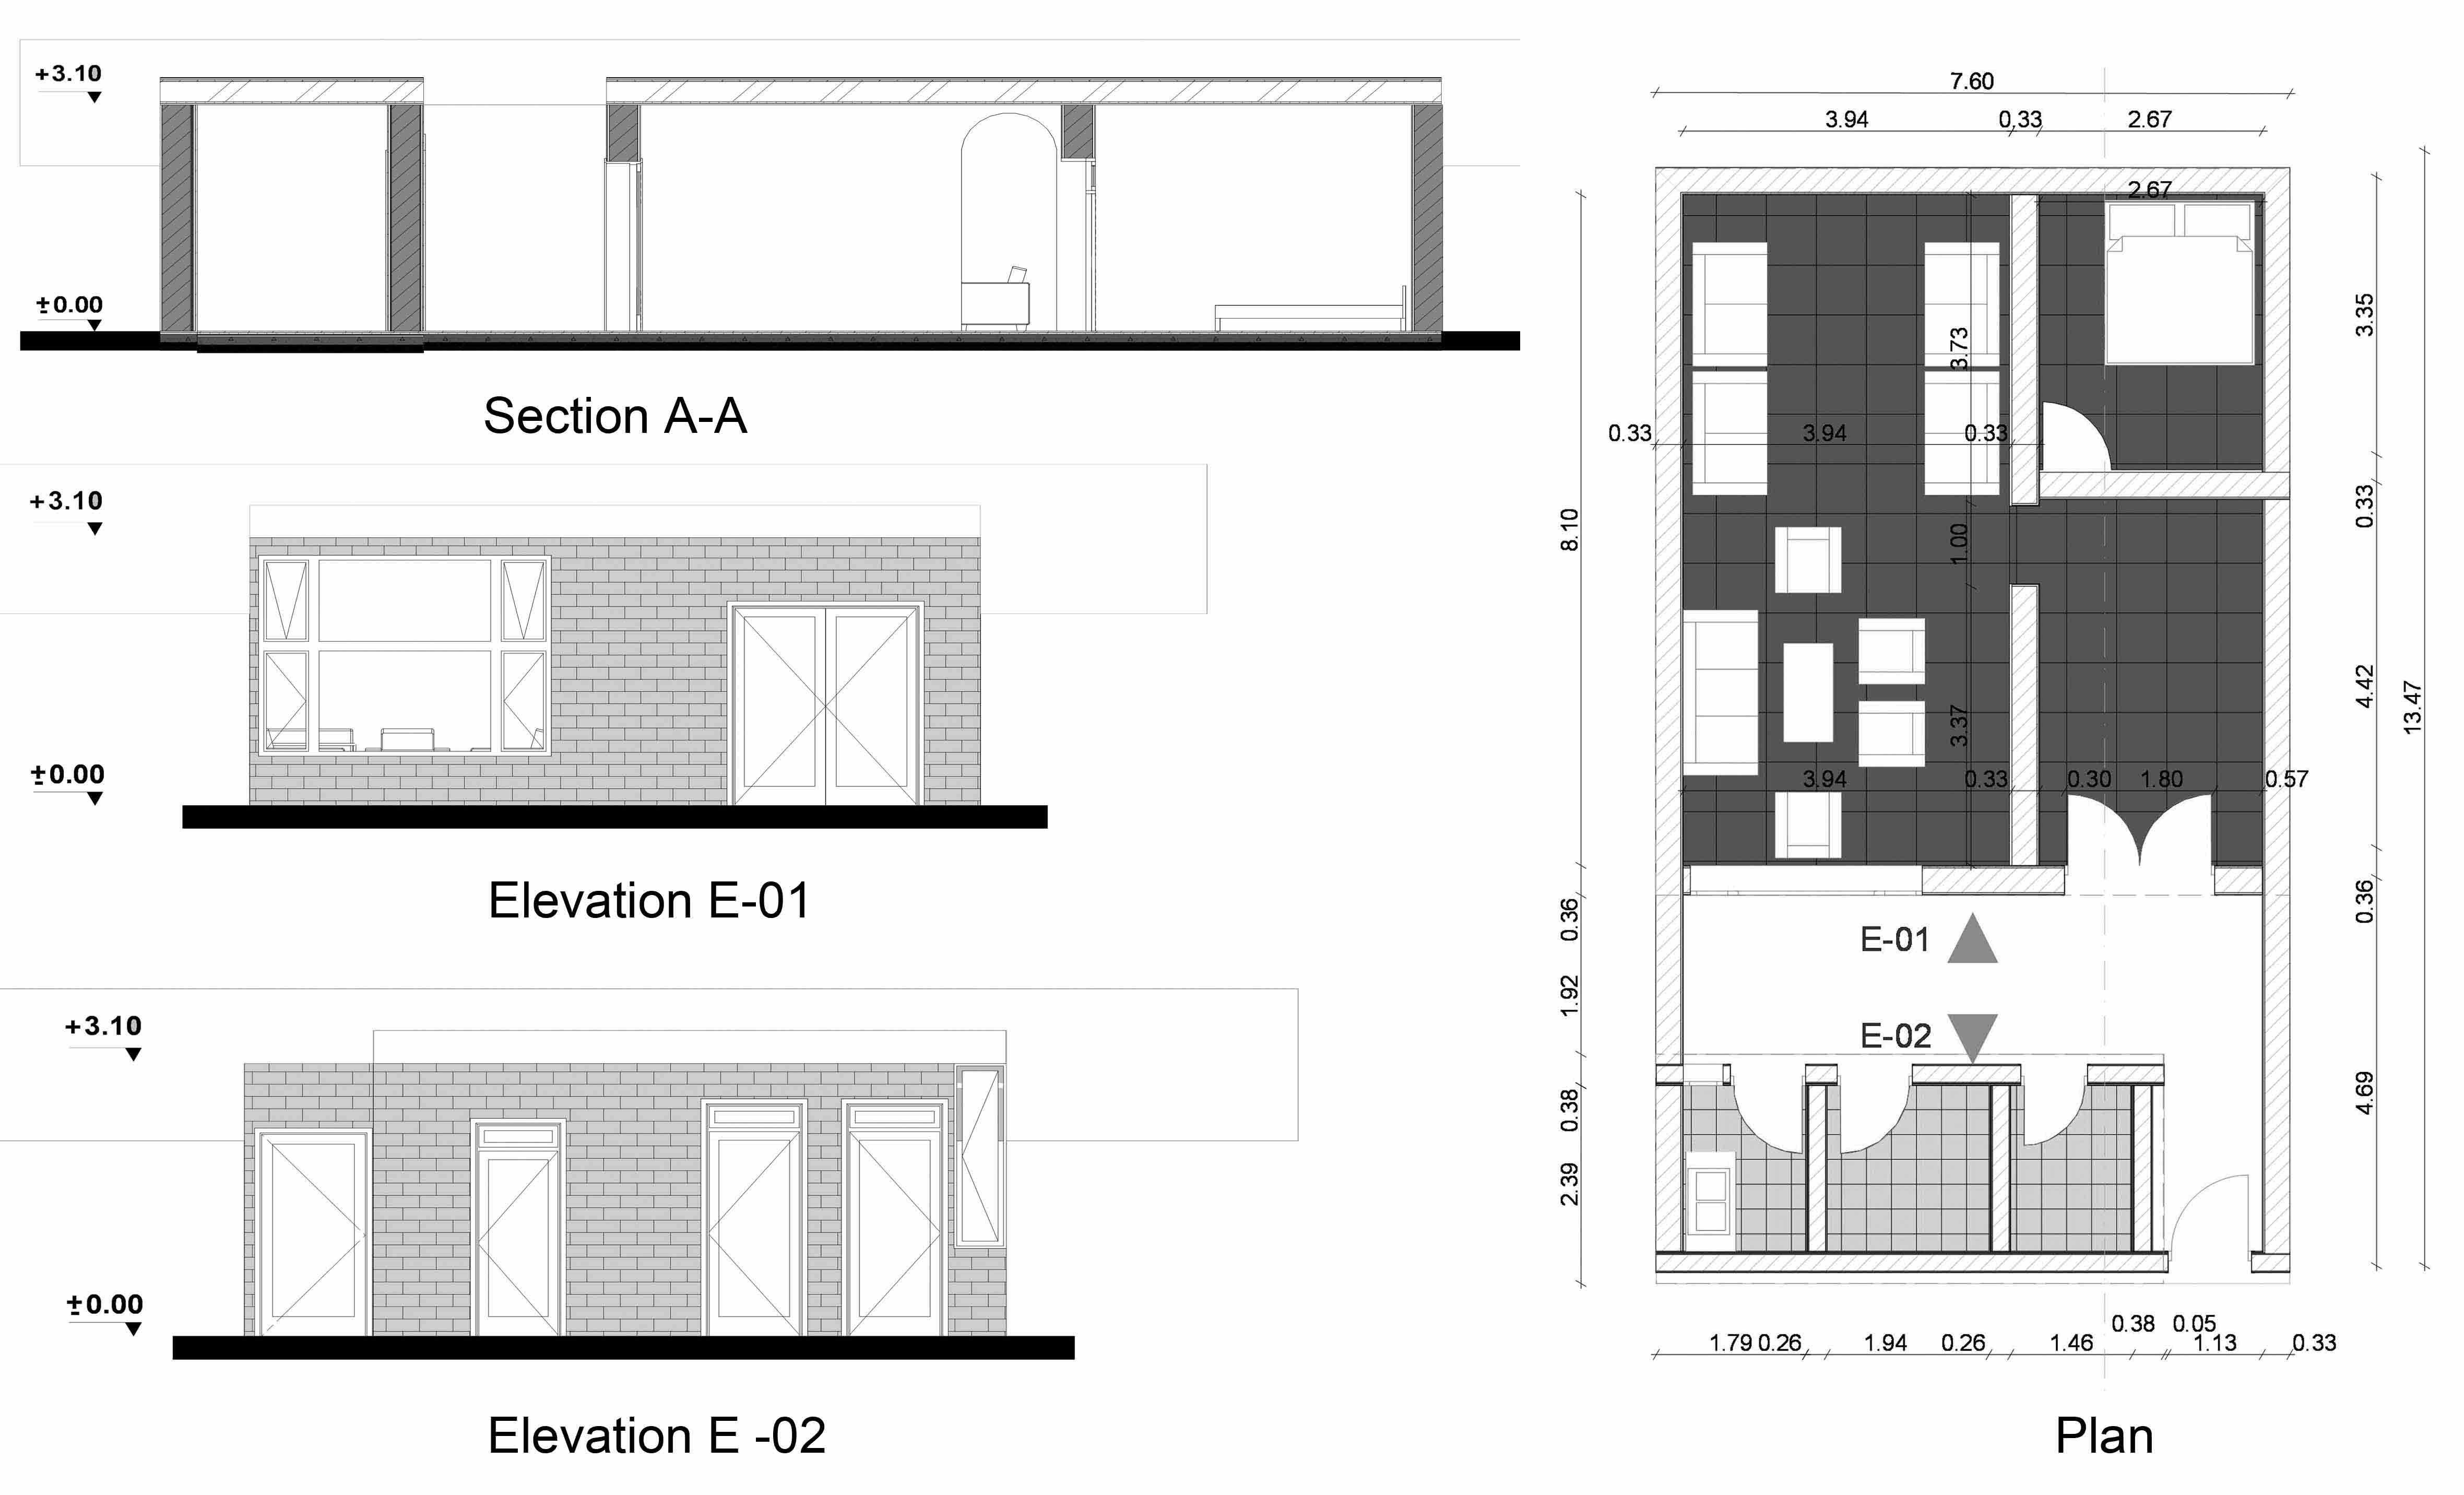 +3.10
±0.00
Section A-A
+3.10
±0.00
Elevation E-01
+3.10
±0.00
Elevation E -02
7.60
3.94 0.33 2.67
2.67
3.35
3.73
0.33 3.94 0.33
0.33
8.10
1.00
4.42
13.47
3.37
3.94 0.33 0.30 1.80 0.57
0.36
0.36
E-01
1.92
E-02
4.69
0.38
2.39
0.38 0.05
1.79 0.26 1.94 0.26 1.46 1.13 0.33
Plan